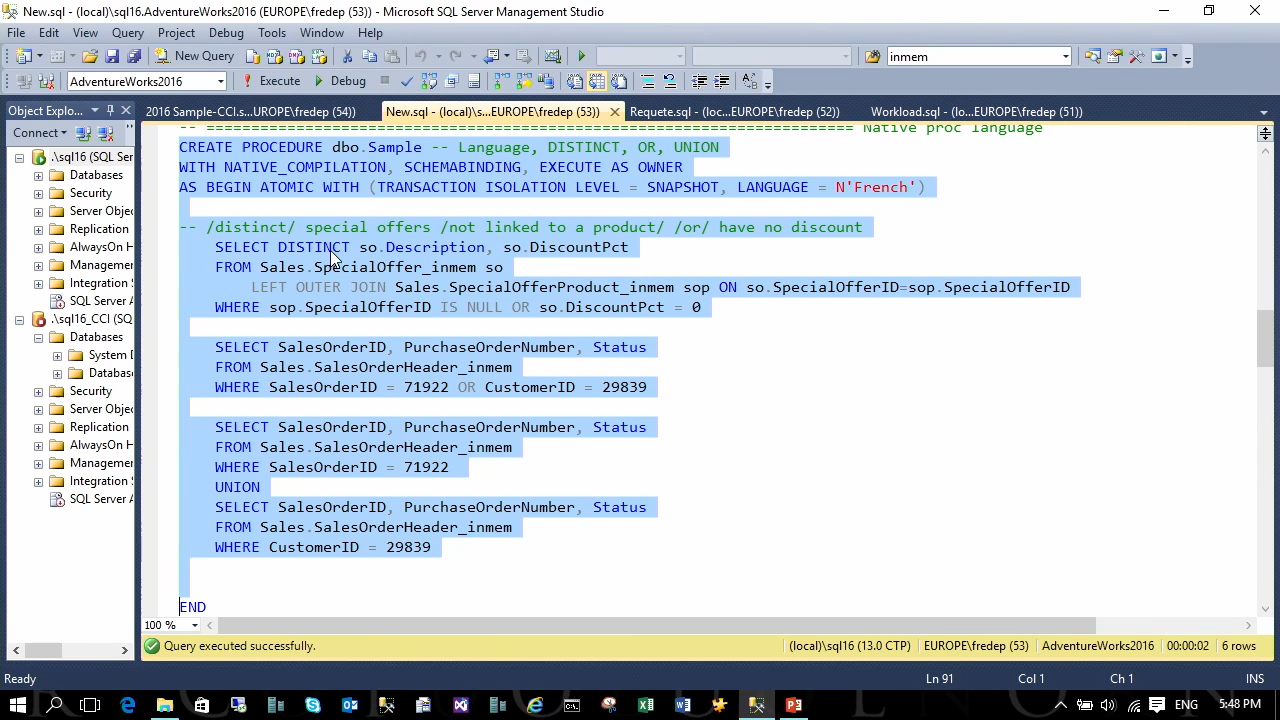 New.sql - (local)\sql16.AdventureWorks2016 (EUROPE\fredep (53)) - Microsoft SQL Server Management Studio
File Edit View Query Project Debug Tools Window Help
New Query inmem
AdventureWorks2016 Execute Debug
Object Explo... 2016 Sample-CCI.s...UROPE\fredep (54)) New.sql - (local)\s...EUROPE\fredep (53)) Requete.sql - (loc...EUROPE\fredep (52)) Workload.sql - (lo...EUROPE\fredep (51))
Connect
.\sql16 (SQL Ser
Databases
Security
Server Objec
Replication
AlwaysOn H
Managemen
Integration S
SQL Server A
.\sql16_CCI (SQ
Databases
System D
Databas
Security
Server Objec
Replication
AlwaysOn H
Managemen
Integration S
SQL Server A
-- ======================================================================== Native proc language
CREATE PROCEDURE dbo.Sample -- Language, DISTINCT, OR, UNION
WITH NATIVE_COMPILATION, SCHEMABINDING, EXECUTE AS OWNER
AS BEGIN ATOMIC WITH (TRANSACTION ISOLATION LEVEL = SNAPSHOT, LANGUAGE = N'French')
-- /distinct/ special offers /not linked to a product/ /or/ have no discount
SELECT DISTINCT so.Description, so.DiscountPct
FROM Sales.SpecialOffer_inmem so
LEFT OUTER JOIN Sales.SpecialOfferProduct_inmem sop ON so.SpecialOfferID=sop.SpecialOfferID
WHERE sop.SpecialOfferID IS NULL OR so.DiscountPct = 0
SELECT SalesOrderID, PurchaseOrderNumber, Status
FROM Sales.SalesOrderHeader_inmem
WHERE SalesOrderID = 71922 OR CustomerID = 29839
SELECT SalesOrderID, PurchaseOrderNumber, Status
FROM Sales.SalesOrderHeader_inmem
WHERE SalesOrderID = 71922
UNION
SELECT SalesOrderID, PurchaseOrderNumber, Status
FROM Sales.SalesOrderHeader_inmem
WHERE CustomerID = 29839
END
100 %
Query executed successfully. (local)\sql16 (13.0 CTP) EUROPE\fredep (53) AdventureWorks2016 00:00:02 6 rows
Ready Ln 91 Col 1 Ch 1 INS
ENG 5:48 PM